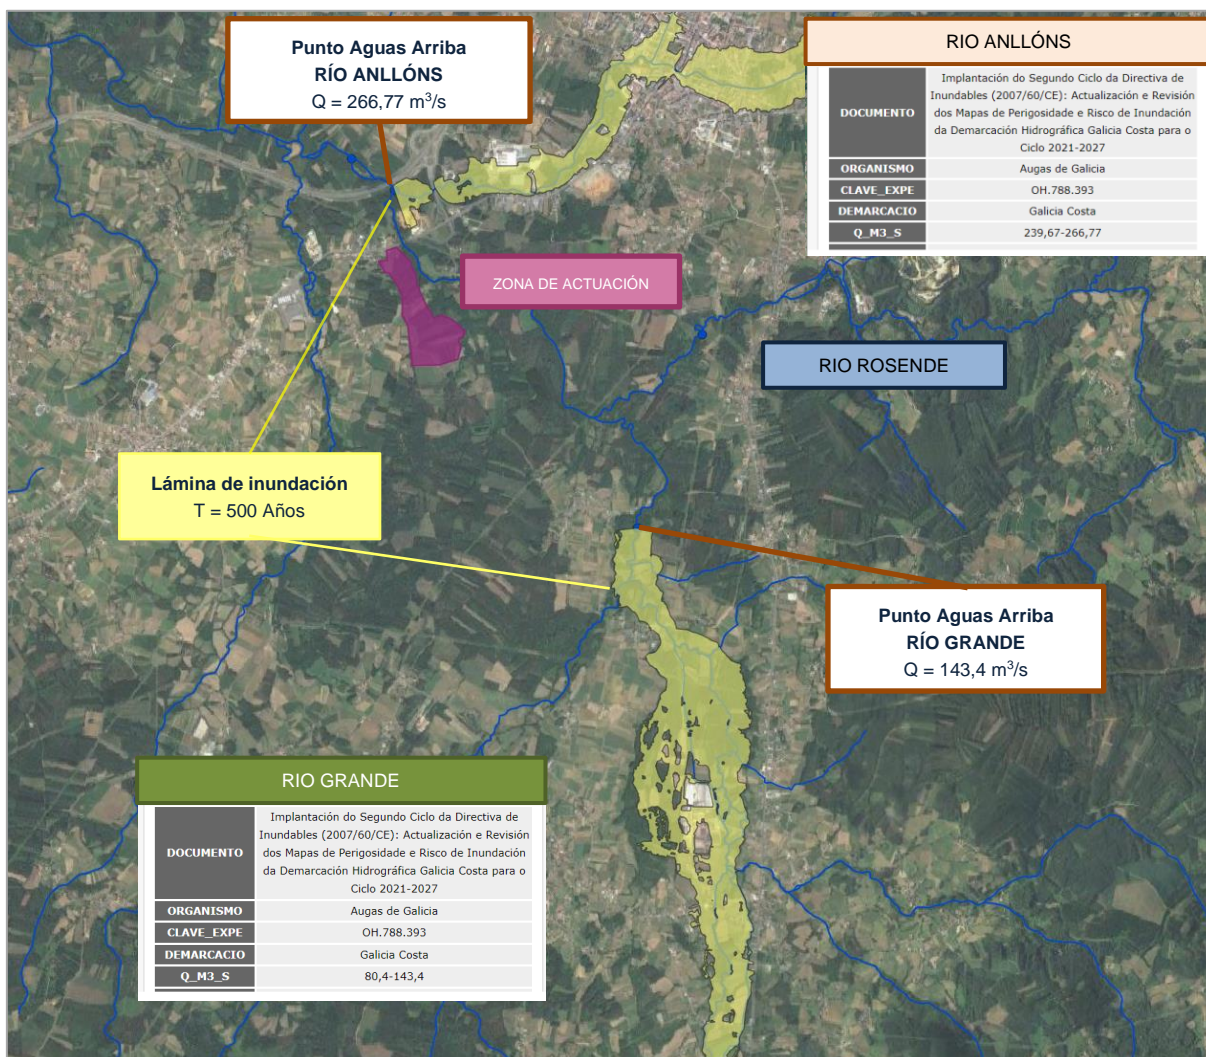 Punto Aguas Arriba
RÍO ANLLÓNS
Q = 266,77 m³/s
RIO ANLLÓNS
DOCUMENTO
Implantación do Segundo Ciclo da Directiva de
Inundables (2007/60/CE): Actualización e Revisión
dos Mapas de Perigosidade e Risco de Inundación
da Demarcación Hidrográfica Galicia Costa para o
Ciclo 2021-2027
ORGANISMO Augas de Galicia
CLAVE_EXPE OH.788.393
DEMARCACIO Galicia Costa
Q_M3_S 239,67-266,77
ZONA DE ACTUACIÓN
RIO ROSENDE
Lámina de inundación
T = 500 Años
Punto Aguas Arriba
RÍO GRANDE
Q = 143,4 m³/s
RIO GRANDE
DOCUMENTO
Implantación do Segundo Ciclo da Directiva de
Inundables (2007/60/CE): Actualización e Revisión
dos Mapas de Perigosidade e Risco de Inundación
da Demarcación Hidrográfica Galicia Costa para o
Ciclo 2021-2027
ORGANISMO Augas de Galicia
CLAVE_EXPE OH.788.393
DEMARCACIO Galicia Costa
Q_M3_S 80,4-143,4